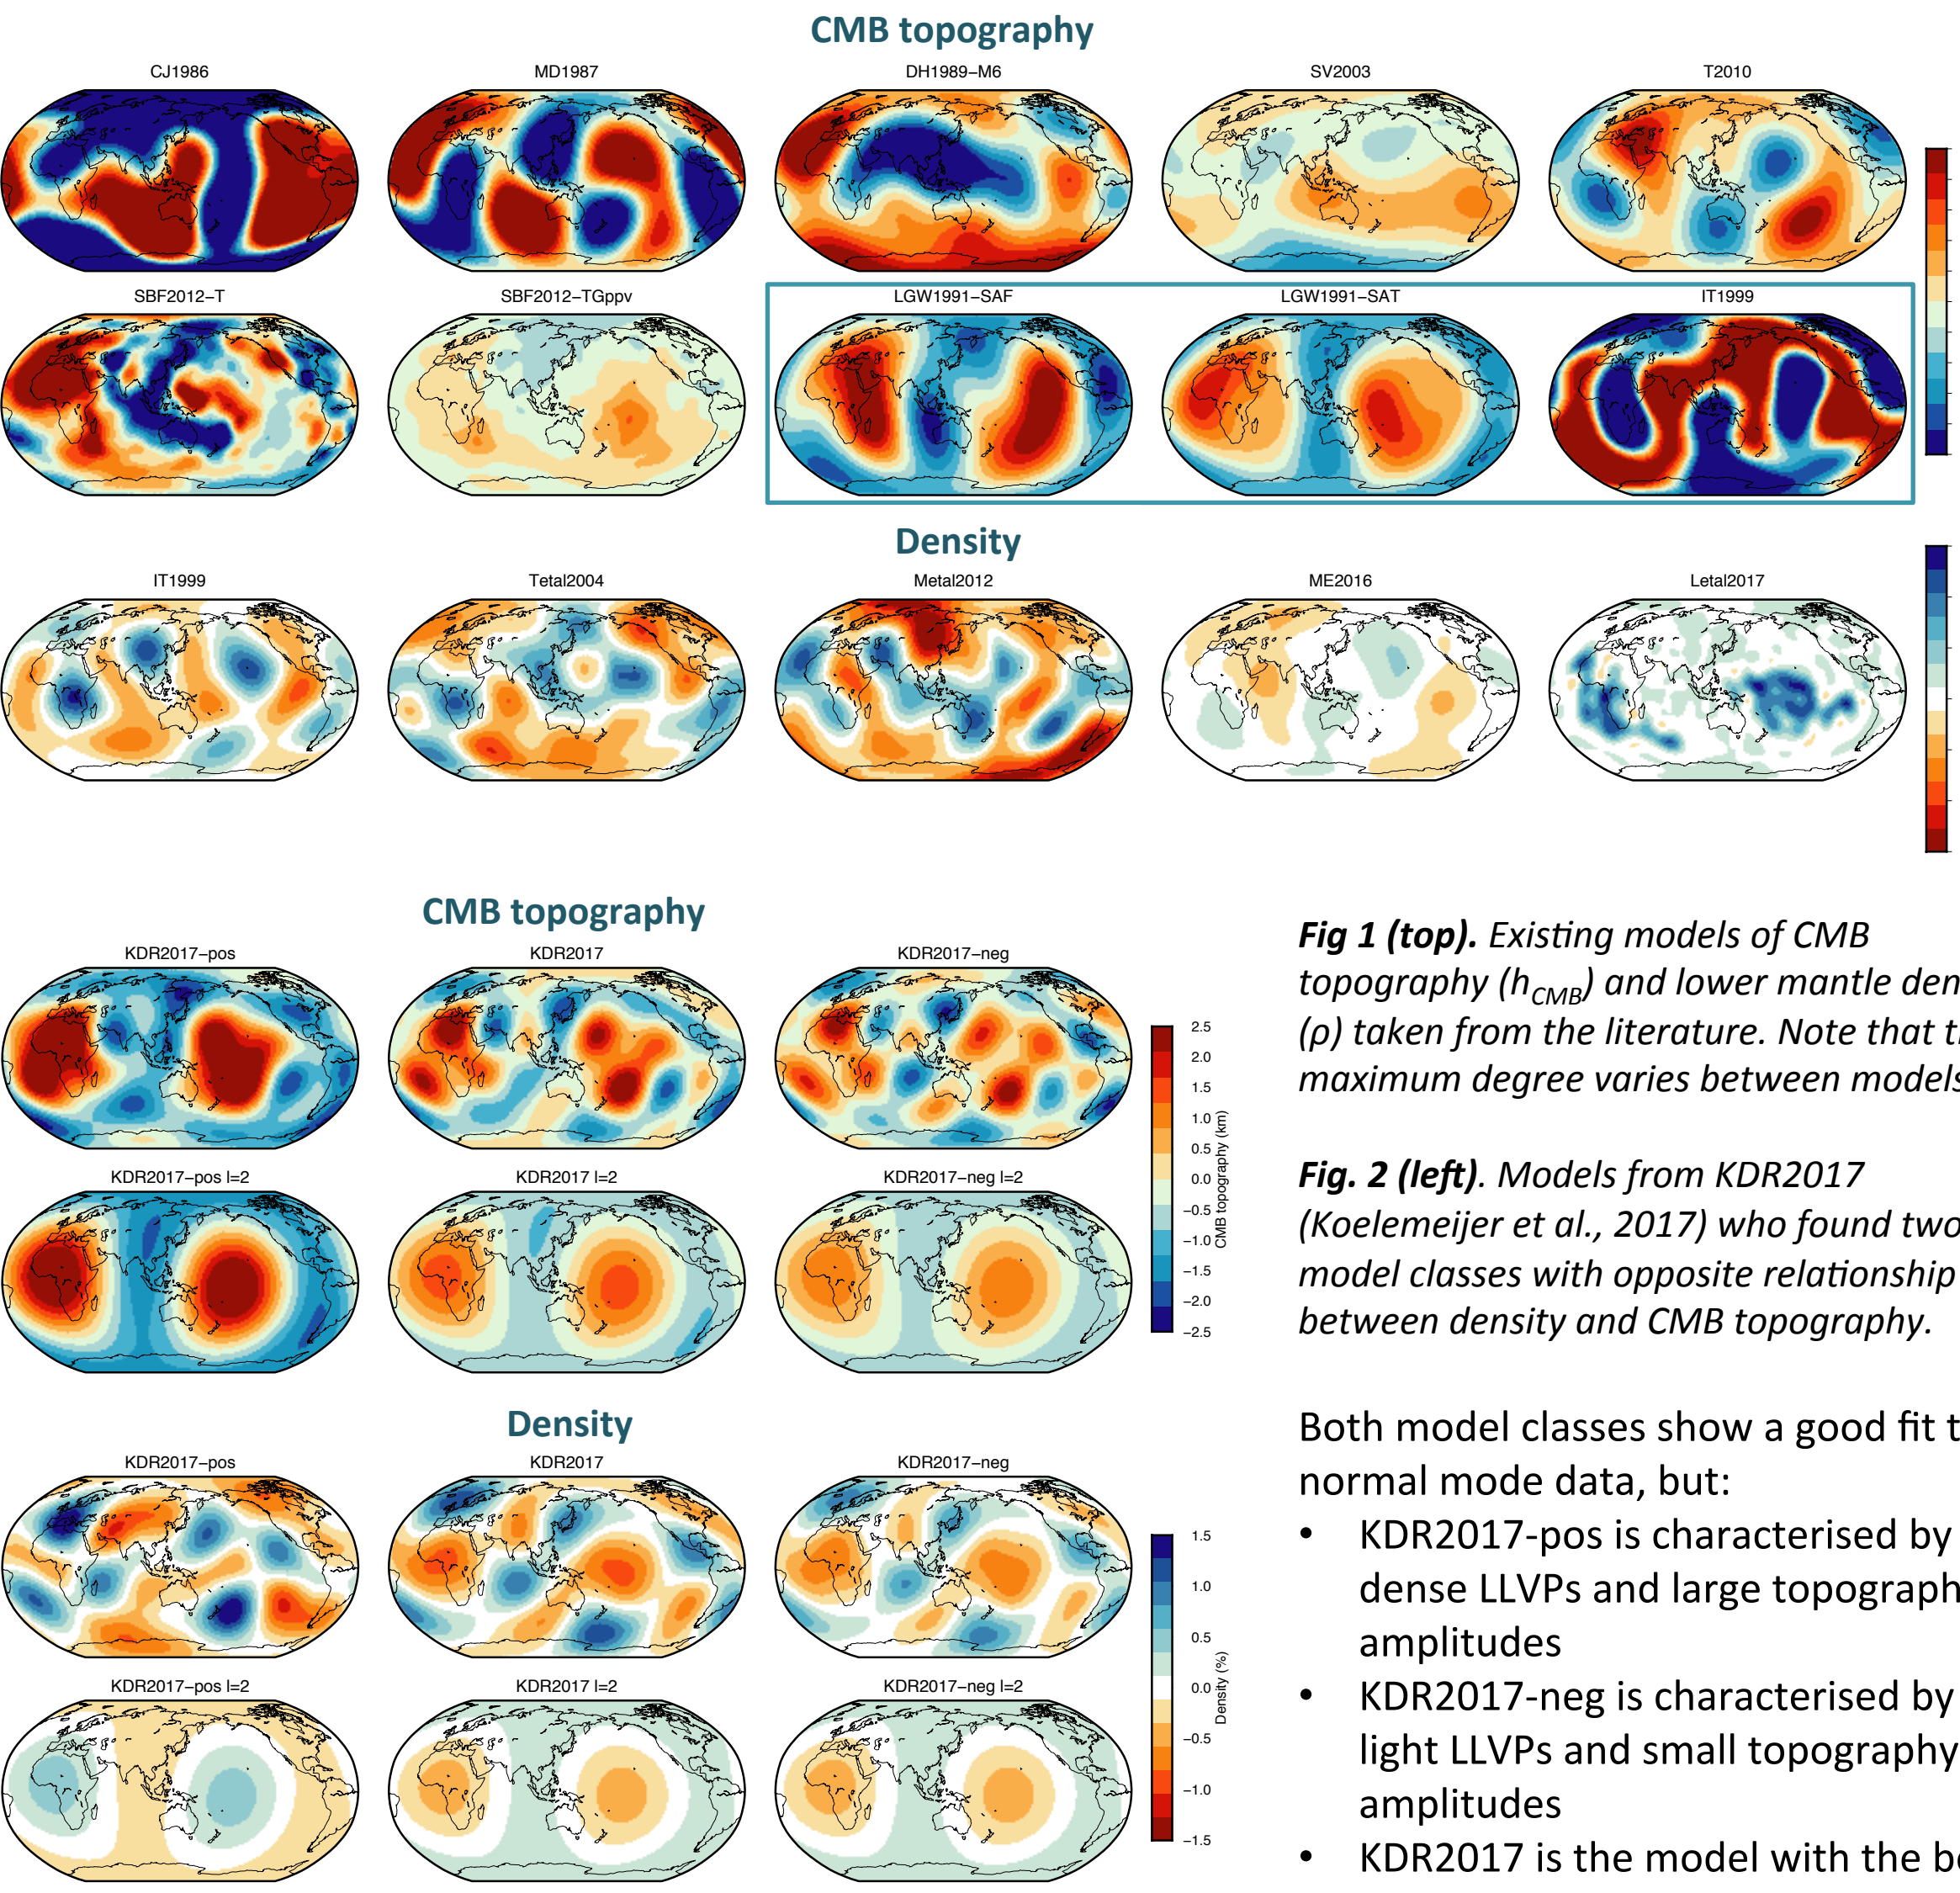 CMB topography
CJ1986
MD1987
DH1989−M6
SV2003
T2010
SBF2012−T
SBF2012−TGppv
LGW1991−SAF
LGW1991−SAT
IT1999
Density
IT1999
Tetal2004
Metal2012
ME2016
Letal2017
CMB topography
KDR2017−pos
KDR2017
KDR2017−neg
KDR2017−pos l=2
KDR2017 l=2
KDR2017−neg l=2
2.5
2.0
1.5
1.0
0.5
0.0
−0.5
−1.0
−1.5
−2.0
−2.5
CMB topography (km)
Density
KDR2017−pos
KDR2017
KDR2017−neg
KDR2017−pos l=2
KDR2017 l=2
KDR2017−neg l=2
1.5
1.0
0.5
0.0
−0.5
−1.0
−1.5
Density (%)
Fig 1 (top). Existing models of CMB
topography (hCMB) and lower mantle den
(ρ) taken from the literature. Note that t
maximum degree varies between models
Fig. 2 (left). Models from KDR2017
(Koelemeijer et al., 2017) who found two
model classes with opposite relationship
between density and CMB topography.
Both model classes show a good fit t
normal mode data, but:
• KDR2017-pos is characterised by
dense LLVPs and large topograph
amplitudes
• KDR2017-neg is characterised by
light LLVPs and small topography
amplitudes
• KDR2017 is the model with the b